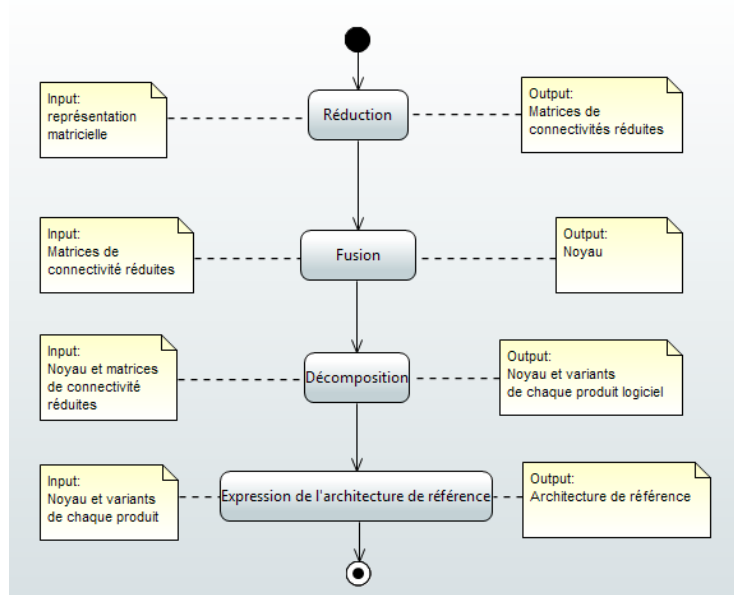 Input:
représentation
matricielle
Réduction
Output:
Matrices de
connectivités réduites
Input:
Matrices de
connectivité réduites
Fusion
Output:
Noyau
Input:
Noyau et matrices
de connectivité
réduites
Décomposition
Output:
Noyau et variants
de chaque produit logiciel
Input:
Noyau et variants
de chaque produit
Expression de l'architecture de référence
Output:
Architecture de référence